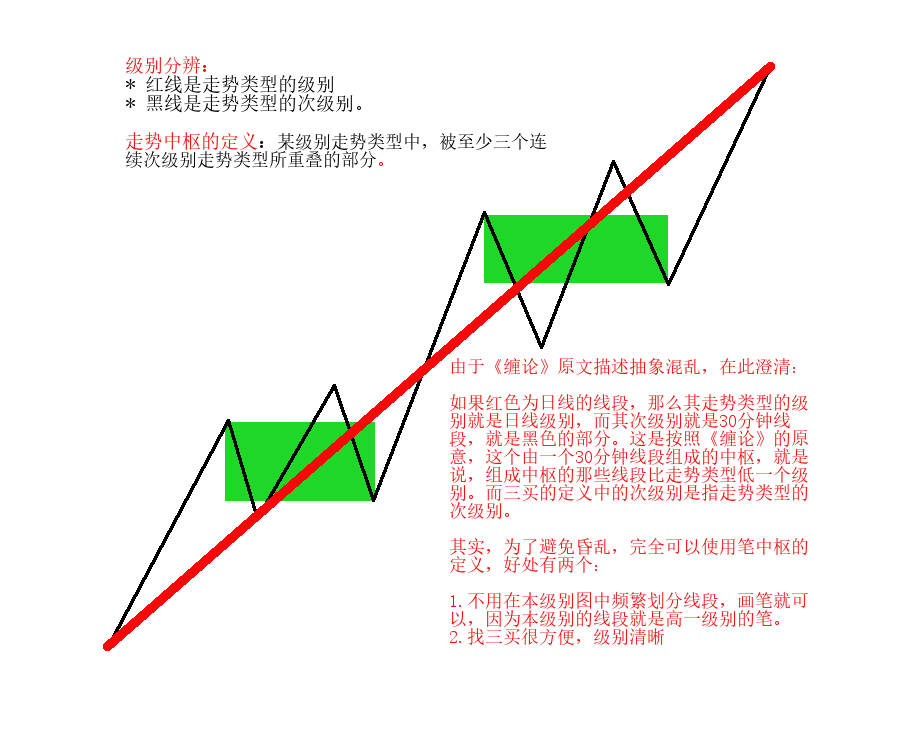 级别分辨：
* 红线是走势类型的级别
* 黑线是走势类型的次级别。
走势中枢的定义：某级别走势类型中，被至少三个连
续次级别走势类型所重叠的部分。
由于《缠论》原文描述抽象混乱，在此澄清：
如果红色为日线的线段，那么其走势类型的级
别就是日线级别，而其次级别就是30分钟线
段，就是黑色的部分。这是按照《缠论》的原
意，这个由一个30分钟线段组成的中枢，就是
说，组成中枢的那些线段比走势类型低一个级
别。而三买的定义中的次级别是指走势类型的
次级别。
其实，为了避免昏乱，完全可以使用笔中枢的
定义，好处有两个：
1.不用在本级别图中频繁划分线段，画笔就可
以，因为本级别的线段就是高一级别的笔。
2.找三买很方便，级别清晰